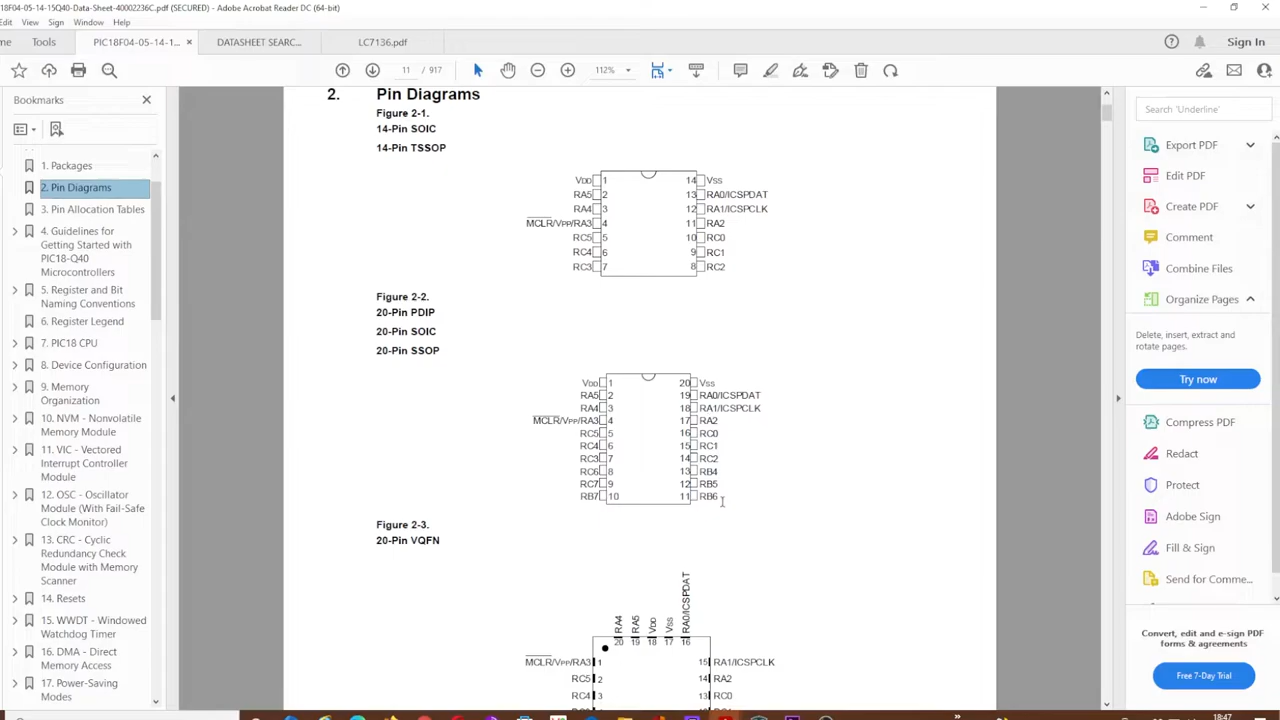 18F04-05-14-15Q40-Data-Sheet-40002236C.pdf (SECURED) - Adobe Acrobat Reader DC (64-bit)
Edit View Sign Window Help
me Tools PIC18F04-05-14-1... × DATASHEET SEARC... LC7136.pdf Sign In
11 / 917 112%
Bookmarks
1. Packages
2. Pin Diagrams
3. Pin Allocation Tables
4. Guidelines for
Getting Started with
PIC18-Q40
Microcontrollers
5. Register and Bit
Naming Conventions
6. Register Legend
7. PIC18 CPU
8. Device Configuration
9. Memory
Organization
10. NVM - Nonvolatile
Memory Module
11. VIC - Vectored
Interrupt Controller
Module
12. OSC - Oscillator
Module (With Fail-Safe
Clock Monitor)
13. CRC - Cyclic
Redundancy Check
Module with Memory
Scanner
14. Resets
15. WWDT - Windowed
Watchdog Timer
16. DMA - Direct
Memory Access
17. Power-Saving
Modes
2. Pin Diagrams
Figure 2-1.
14-Pin SOIC
14-Pin TSSOP
VDD 1 14 VSS
RA5 2 13 RA0/ICSPDAT
RA4 3 12 RA1/ICSPCLK
MCLR/VPP/RA3 4 11 RA2
RC5 5 10 RC0
RC4 6 9 RC1
RC3 7 8 RC2
Figure 2-2.
20-Pin PDIP
20-Pin SOIC
20-Pin SSOP
VDD 1 20 VSS
RA5 2 19 RA0/ICSPDAT
RA4 3 18 RA1/ICSPCLK
MCLR/VPP/RA3 4 17 RA2
RC5 5 16 RC0
RC4 6 15 RC1
RC3 7 14 RC2
RC6 8 13 RB4
RC7 9 12 RB5
RB7 10 11 RB6
Figure 2-3.
20-Pin VQFN
RA4 RA5 VDD VSS RA0/ICSPDAT
20 19 18 17 16
MCLR/VPP/RA3 1 15 RA1/ICSPCLK
RC5 2 14 RA2
RC4 3 13 RC0
Search 'Underline'
Export PDF
Edit PDF
Create PDF
Comment
Combine Files
Organize Pages
Delete, insert, extract and
rotate pages.
Try now
Compress PDF
Redact
Protect
Adobe Sign
Fill & Sign
Send for Comme...
Convert, edit and e-sign PDF
forms & agreements
Free 7-Day Trial
18:47